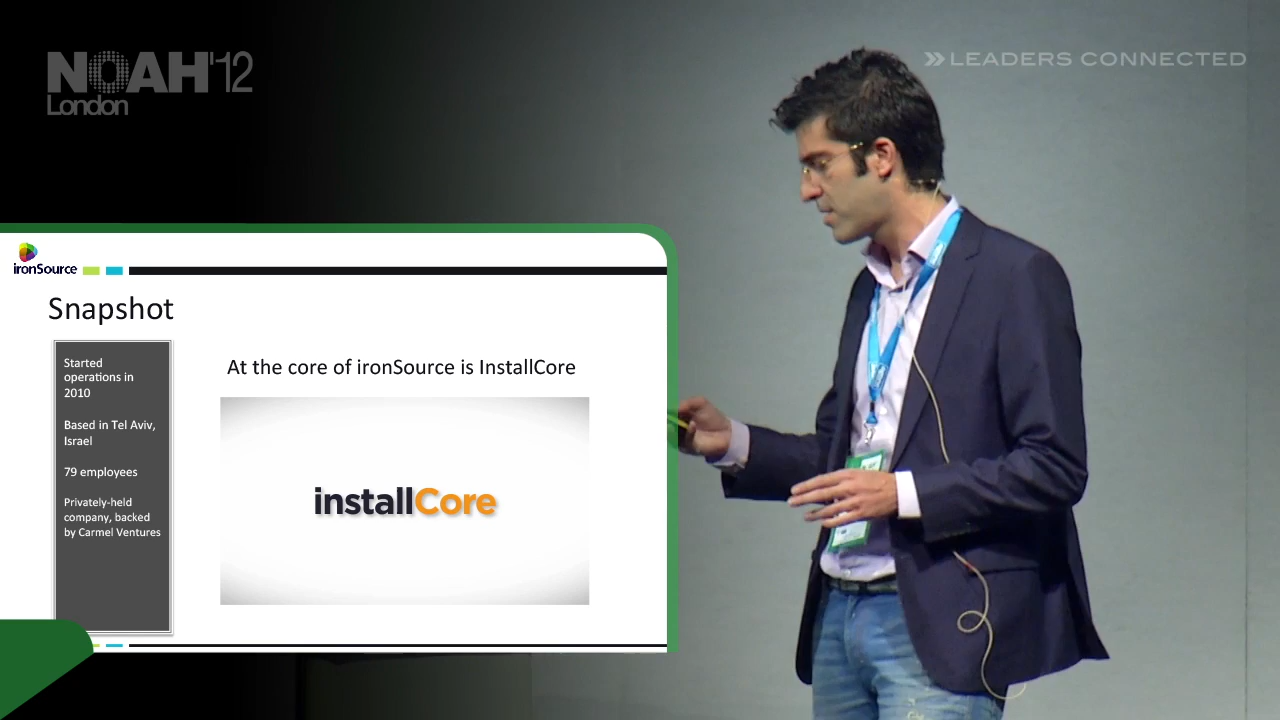 NOAH'12
London
LEADERS CONNECTED
ironSource
Snapshot
Started
operations in
2010
Based in Tel Aviv,
Israel
79 employees
Privately-held
company, backed
by Carmel Ventures
At the core of ironSource is InstallCore
installCore